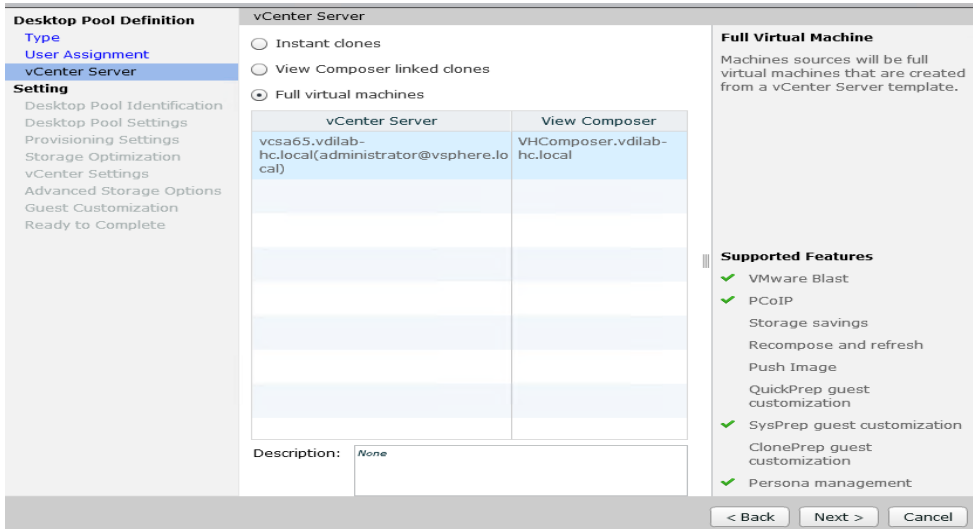 Desktop Pool Definition
Type
User Assignment
vCenter Server
Setting
Desktop Pool Identification
Desktop Pool Settings
Provisioning Settings
Storage Optimization
vCenter Settings
Advanced Storage Options
Guest Customization
Ready to Complete
vCenter Server
Instant clones
View Composer linked clones
Full virtual machines
vCenter Server View Composer
vcsa65.vdilab- VHComposer.vdilab-
hc.local(administrator@vsphere.lo hc.local
cal)
Description: None
Full Virtual Machine
Machines sources will be full
virtual machines that are created
from a vCenter Server template.
Supported Features
VMware Blast
PCoIP
Storage savings
Recompose and refresh
Push Image
QuickPrep guest
customization
SysPrep guest customization
ClonePrep guest
customization
Persona management
< Back Next > Cancel